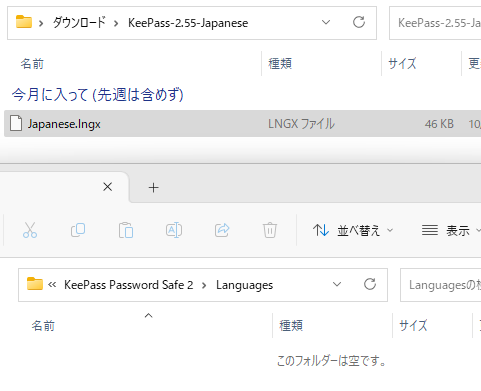 ダウンロード KeePass-2.55-Japanese KeePass-2.55-
名前 種類 サイズ 更
今月に入って (先週は含めず)
Japanese.lngx LNGX ファイル 46 KB 10,
並べ替え 表示
« KeePass Password Safe 2 Languages Languagesの検
名前 種類 サイズ
このフォルダーは空です。